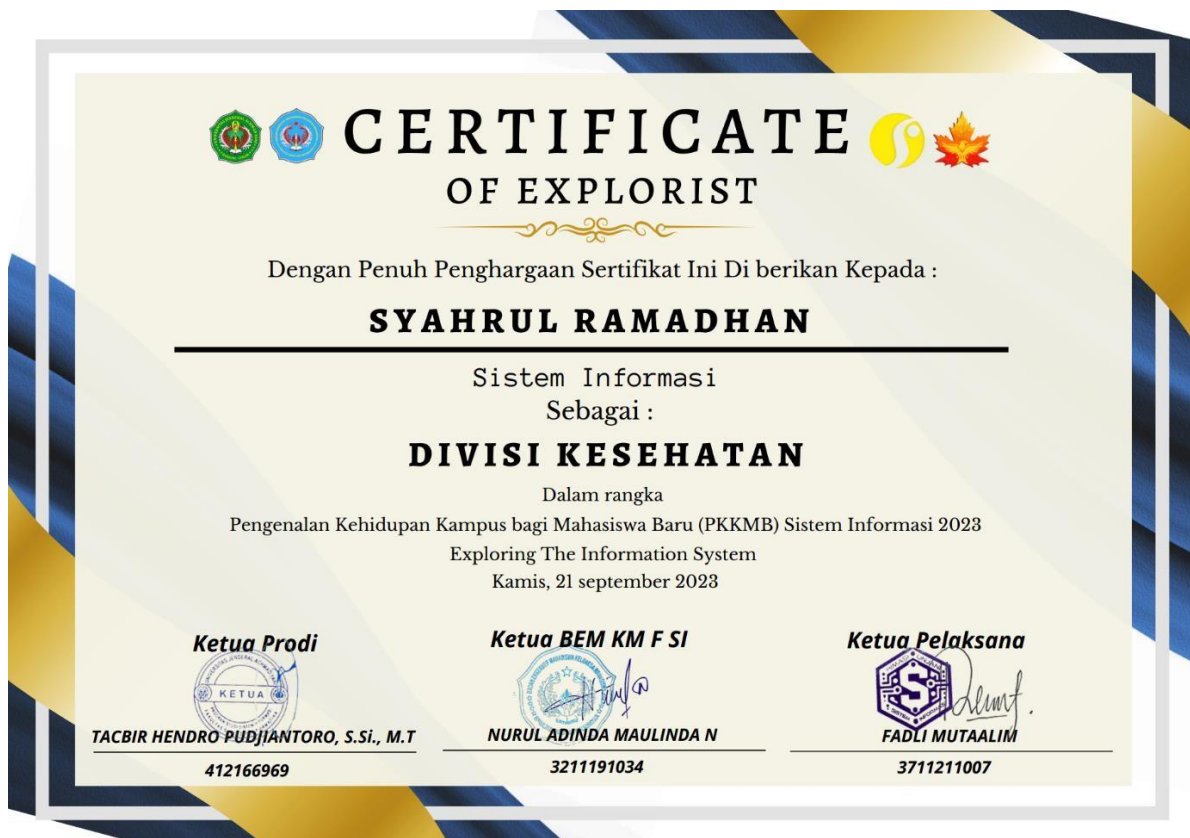 CERTIFICATE
OF EXPLORIST
Dengan Penuh Penghargaan Sertifikat Ini Di berikan Kepada :
SYAHRUL RAMADHAN
Sistem Informasi
Sebagai :
DIVISI KESEHATAN
Dalam rangka
Pengenalan Kehidupan Kampus bagi Mahasiswa Baru (PKKMB) Sistem Informasi 2023
Exploring The Information System
Kamis, 21 september 2023
Ketua Prodi
KETUA
TACBIR HENDRO PUDJIANTORO, S.Si., M.T
412166969
Ketua BEM KM F SI
NURUL ADINDA MAULINDA N
3211191034
Ketua Pelaksana
FADLI MUTAALIM
3711211007